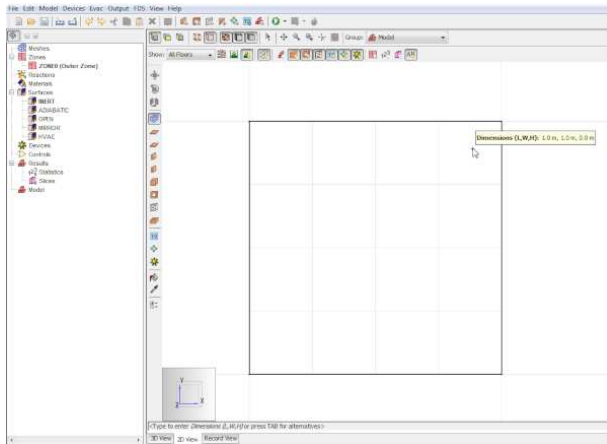 File Edit Model Devices Evac Output FDS View Help
Group: Model
Show: All Floors
Meshes
Zones
ZONE0 (Outer Zone)
Reactions
Materials
Surfaces
INERT
ADIABATIC
OPEN
MIRROR
HVAC
Devices
Controls
Results
Statistics
Slices
Model
Dimensions (L,W,H): 1.0 m, 1.0 m, 0.0 m
Y
Z X
<Type to enter Dimensions (L,W,H) or press TAB for alternatives>
3D View 2D View Record View